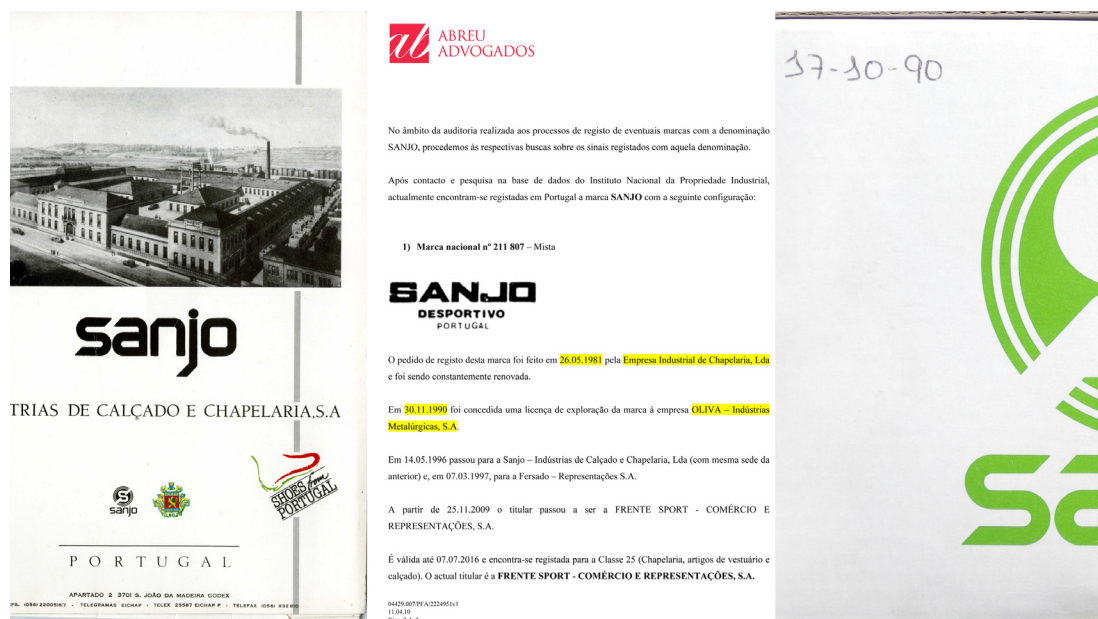 sanjo
TRIAS DE CALÇADO E CHAPELARIA,S.A
sanjo
SHOES from
PORTUGAL
PORTUGAL
APARTADO 2 3701 S. JOÃO DA MADEIRA CODEX
TELEGRAMAS EICHAP - TELEX 25587 EICHAP P - TELEFAX (056)
ABREU
ADVOGADOS
No âmbito da auditoria realizada aos processos de registo de eventuais marcas com a denominação
SANJO, procedemos às respectivas buscas sobre os sinais registados com aquela denominação.
Após contacto e pesquisa na base de dados do Instituto Nacional da Propriedade Industrial,
actualmente encontram-se registadas em Portugal a marca SANJO com a seguinte configuração:
1) Marca nacional nº 211 807 – Mista
SANJO
DESPORTIVO
PORTUGAL
O pedido de registo desta marca foi feito em 26.05.1981 pela Empresa Industrial de Chapelaria, Lda
e foi sendo constantemente renovada.
Em 30.11.1990 foi concedida uma licença de exploração da marca à empresa OLIVA – Indústrias
Metalúrgicas, S.A.
Em 14.05.1996 passou para a Sanjo – Indústrias de Calçado e Chapelaria, Lda (com mesma sede da
anterior) e, em 07.03.1997, para a Fersado – Representações S.A.
A partir de 25.11.2009 o titular passou a ser a FRENTE SPORT - COMÉRCIO E
REPRESENTAÇÕES, S.A.
É válida até 07.07.2016 e encontra-se registada para a Classe 25 (Chapelaria, artigos de vestuário e
calçado). O actual titular é a FRENTE SPORT - COMÉRCIO E REPRESENTAÇÕES, S.A.
04429.007/PFA/2224951v1
11.04.10
17-10-90
sa